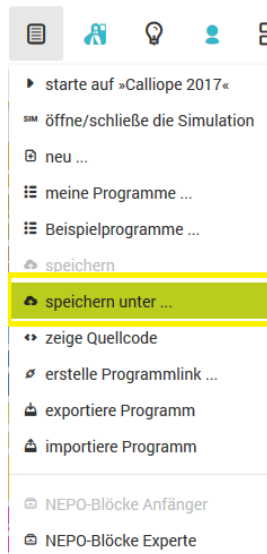 starte auf »Calliope 2017«
SIM öffne/schließe die Simulation
neu ...
meine Programme ...
Beispielprogramme ...
speichern
speichern unter ...
zeige Quellcode
erstelle Programmlink ...
exportiere Programm
importiere Programm
NEPO-Blöcke Anfänger
NEPO-Blöcke Experte